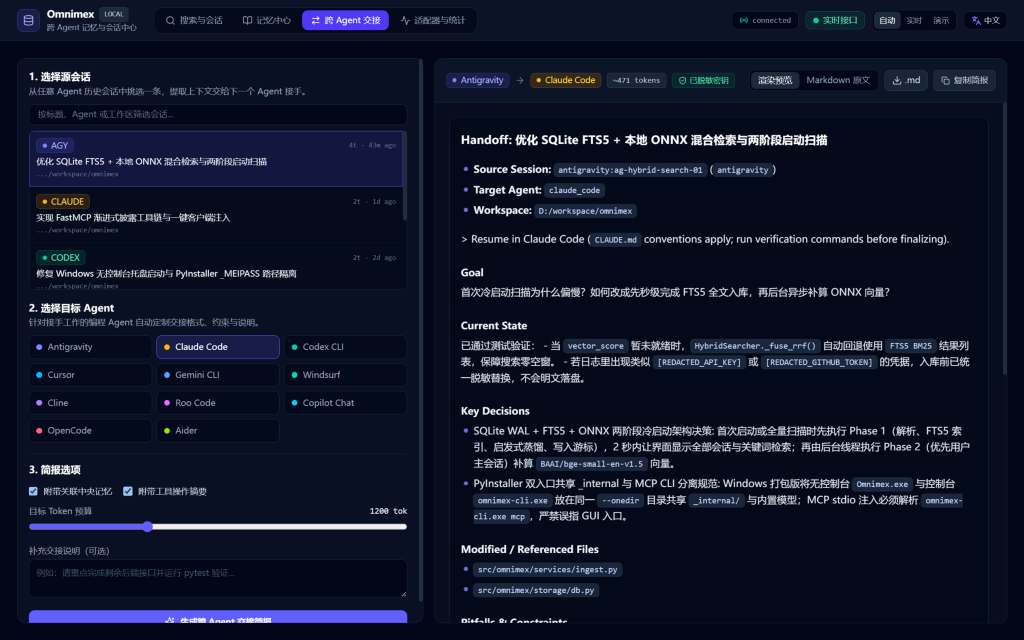 Omnimex LOCAL
跨 Agent 记忆与会话中心
搜索与会话
记忆中心
跨 Agent 交接
适配器与统计
connected
实时接口
自动 实时 演示
中文
1. 选择源会话
从任意 Agent 历史会话中挑选一条，提取上下文交给下一个 Agent 接手。
按标题、Agent 或工作区筛选会话...
AGY 4t · 43m ago
优化 SQLite FTS5 + 本地 ONNX 混合检索与两阶段启动扫描
.../workspace/omnimex
CLAUDE 2t · 1d ago
实现 FastMCP 渐进式披露工具链与一键客户端注入
.../workspace/omnimex
CODEX 2t · 2d ago
修复 Windows 无控制台托盘启动与 PyInstaller _MEIPASS 路径隔离
.../workspace/omnimex
2. 选择目标 Agent
针对接手工作的编程 Agent 自动定制交接格式、约束与说明。
Antigravity Claude Code Codex CLI
Cursor Gemini CLI Windsurf
Cline Roo Code Copilot Chat
OpenCode Aider
3. 简报选项
附带关联中央记忆 附带工具操作摘要
目标 Token 预算 1200 tok
补充交接说明（可选）
例如：请重点完成剩余后端接口并运行 pytest 验证...
生成跨 Agent 交接简报
Antigravity → Claude Code ~471 tokens 已脱敏密钥 渲染预览 Markdown 原文 .md 复制简报
Handoff: 优化 SQLite FTS5 + 本地 ONNX 混合检索与两阶段启动扫描
Source Session: antigravity:ag-hybrid-search-01 ( antigravity )
Target Agent: claude_code
Workspace: D:/workspace/omnimex
> Resume in Claude Code ( CLAUDE.md conventions apply; run verification commands before finalizing).
Goal
首次冷启动扫描为什么偏慢？如何改成先秒级完成 FTS5 全文入库，再后台异步补算 ONNX 向量？
Current State
已通过测试验证： - 当 vector_score 暂未就绪时， HybridSearcher._fuse_rrf() 自动回退使用 FTS5 BM25 结果列
表，保障搜索零空窗。 - 若日志里出现类似 [REDACTED_API_KEY] 或 [REDACTED_GITHUB_TOKEN] 的凭据，入库前已统
一脱敏替换，不会明文落盘。
Key Decisions
SQLite WAL + FTS5 + ONNX 两阶段冷启动架构决策: 首次启动或全量扫描时先执行 Phase 1（解析、FTS5 索
引、启发式蒸馏、写入游标），2 秒内让界面显示全部会话与关键词检索；再由后台线程执行 Phase 2（优先用户
主会话）补算 BAAI/bge-small-en-v1.5 向量。
PyInstaller 双入口共享 _internal 与 MCP CLI 分离规范: Windows 打包版将无控制台 Omnimex.exe 与控制台
omnimex-cli.exe 放在同一 --onedir 目录共享 _internal/ 与内置模型；MCP stdio 注入必须解析 omnimex-
cli.exe mcp ，严禁误指 GUI 入口。
Modified / Referenced Files
src/omnimex/services/ingest.py
src/omnimex/storage/db.py
Pitfalls & Constraints